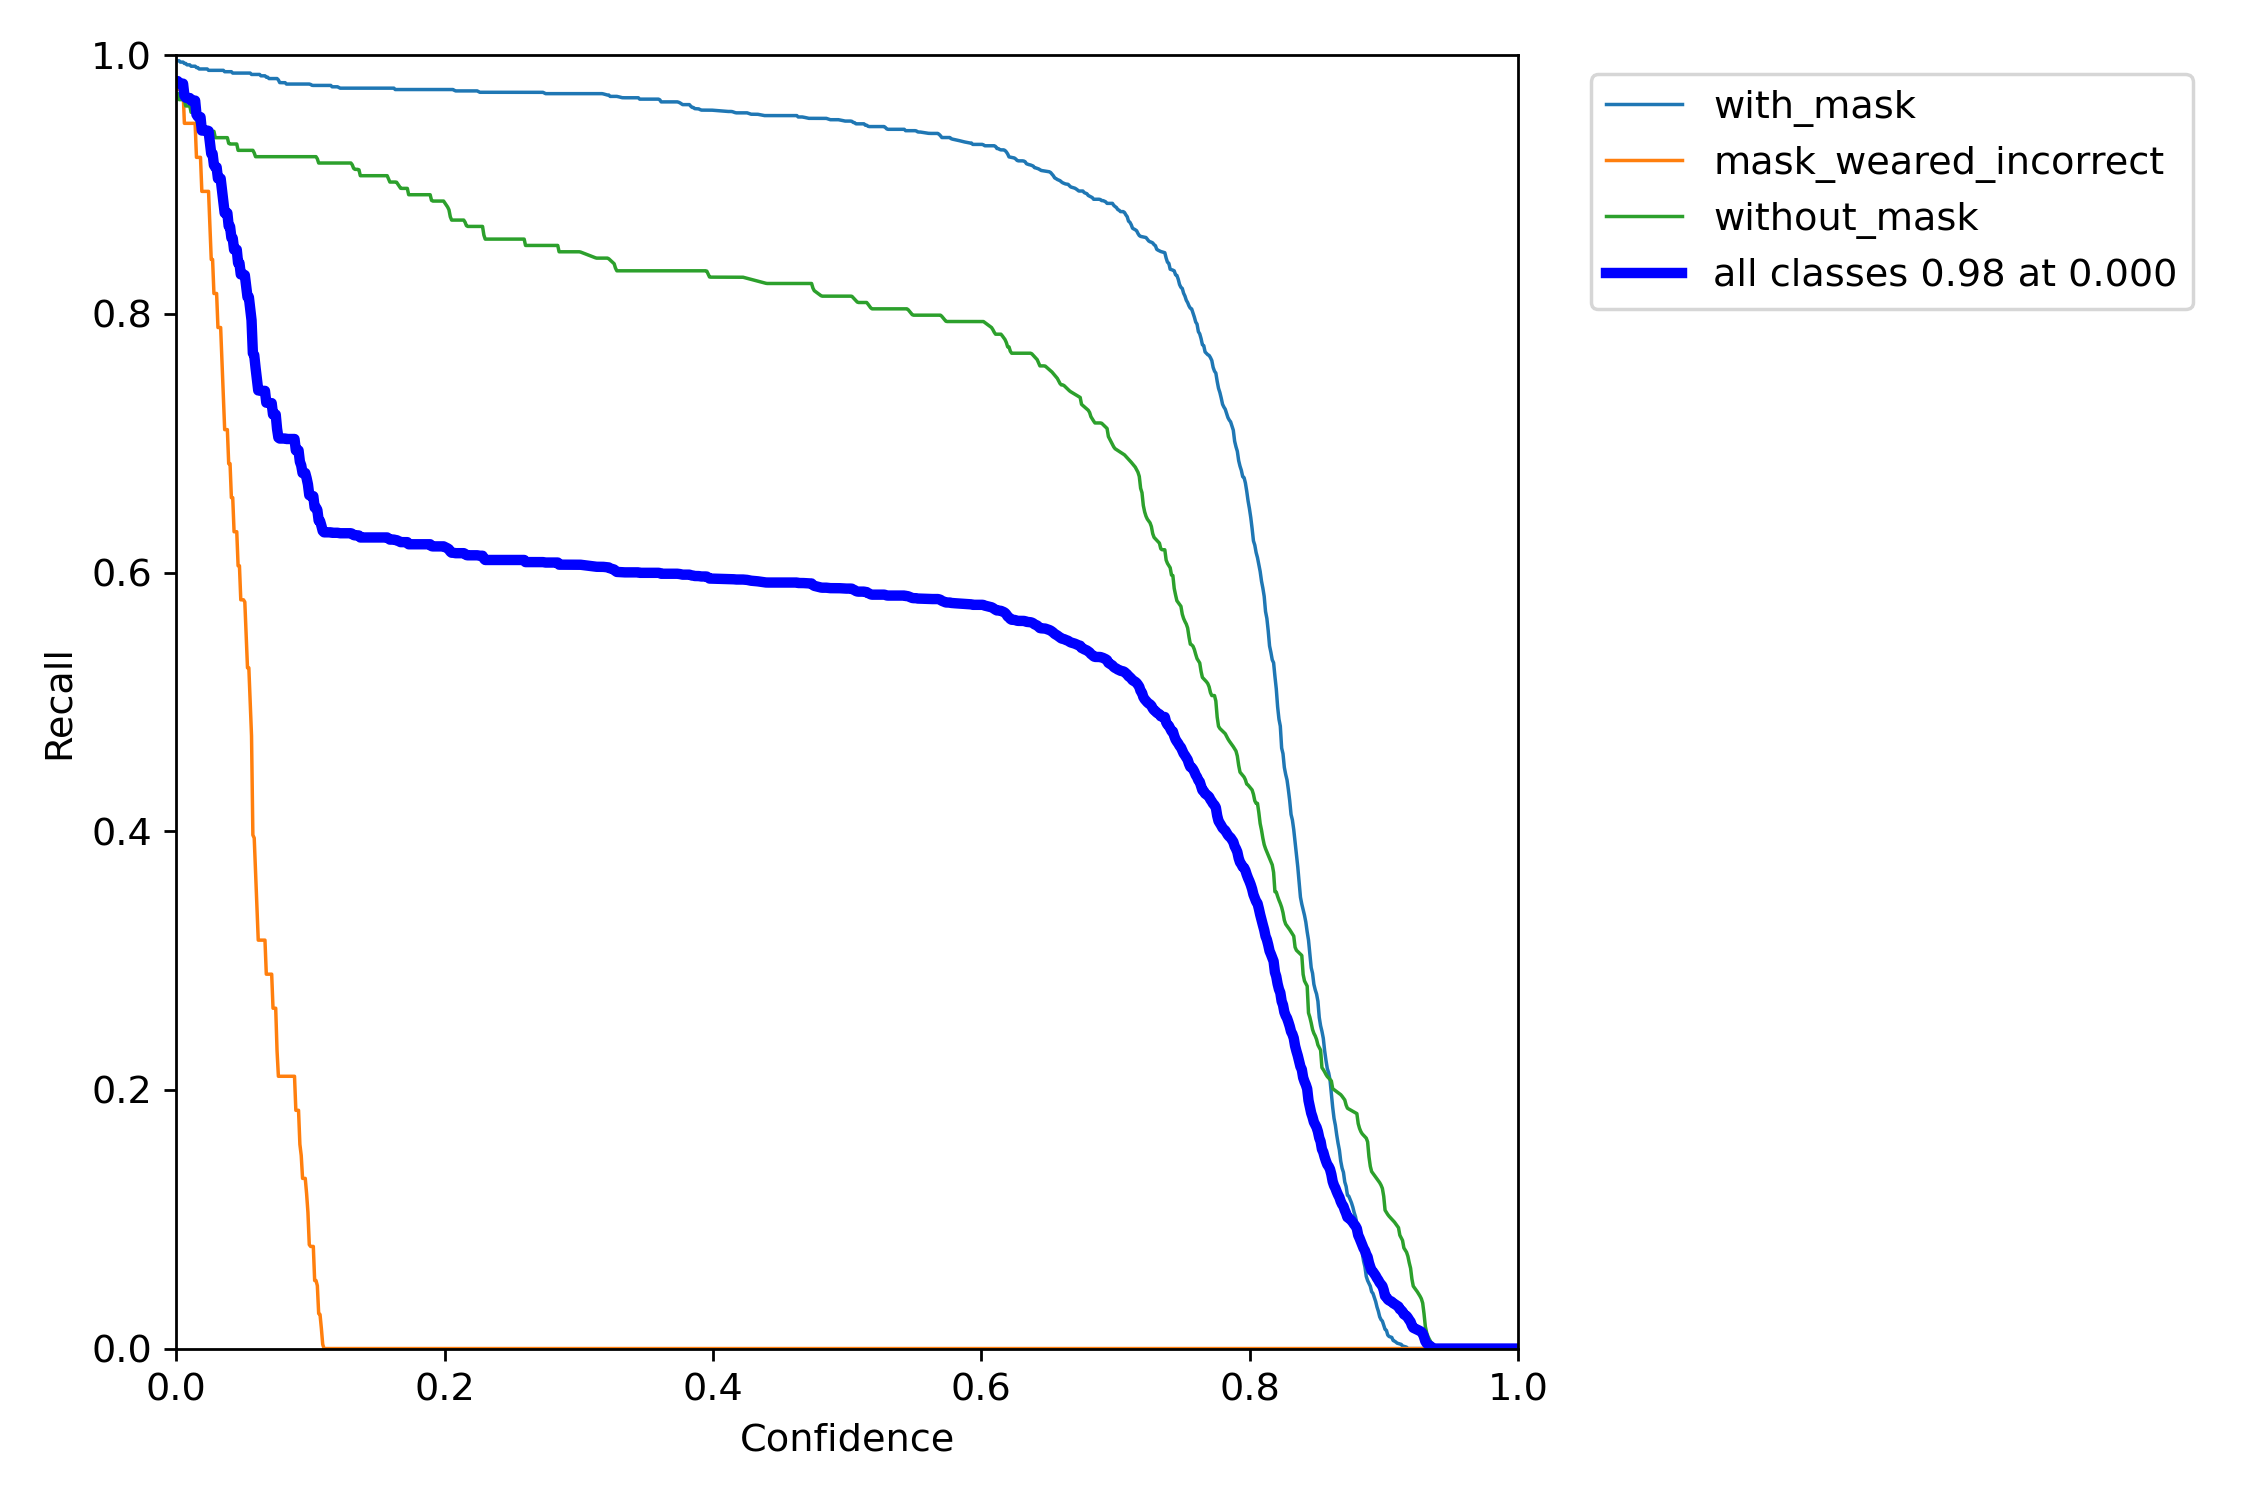 with_mask
mask_weared_incorrect
without_mask
all classes 0.98 at 0.000
1.0
0.8
0.6
0.4
0.2
0.0
Recall
0.0 0.2 0.4 0.6 0.8 1.0
Confidence